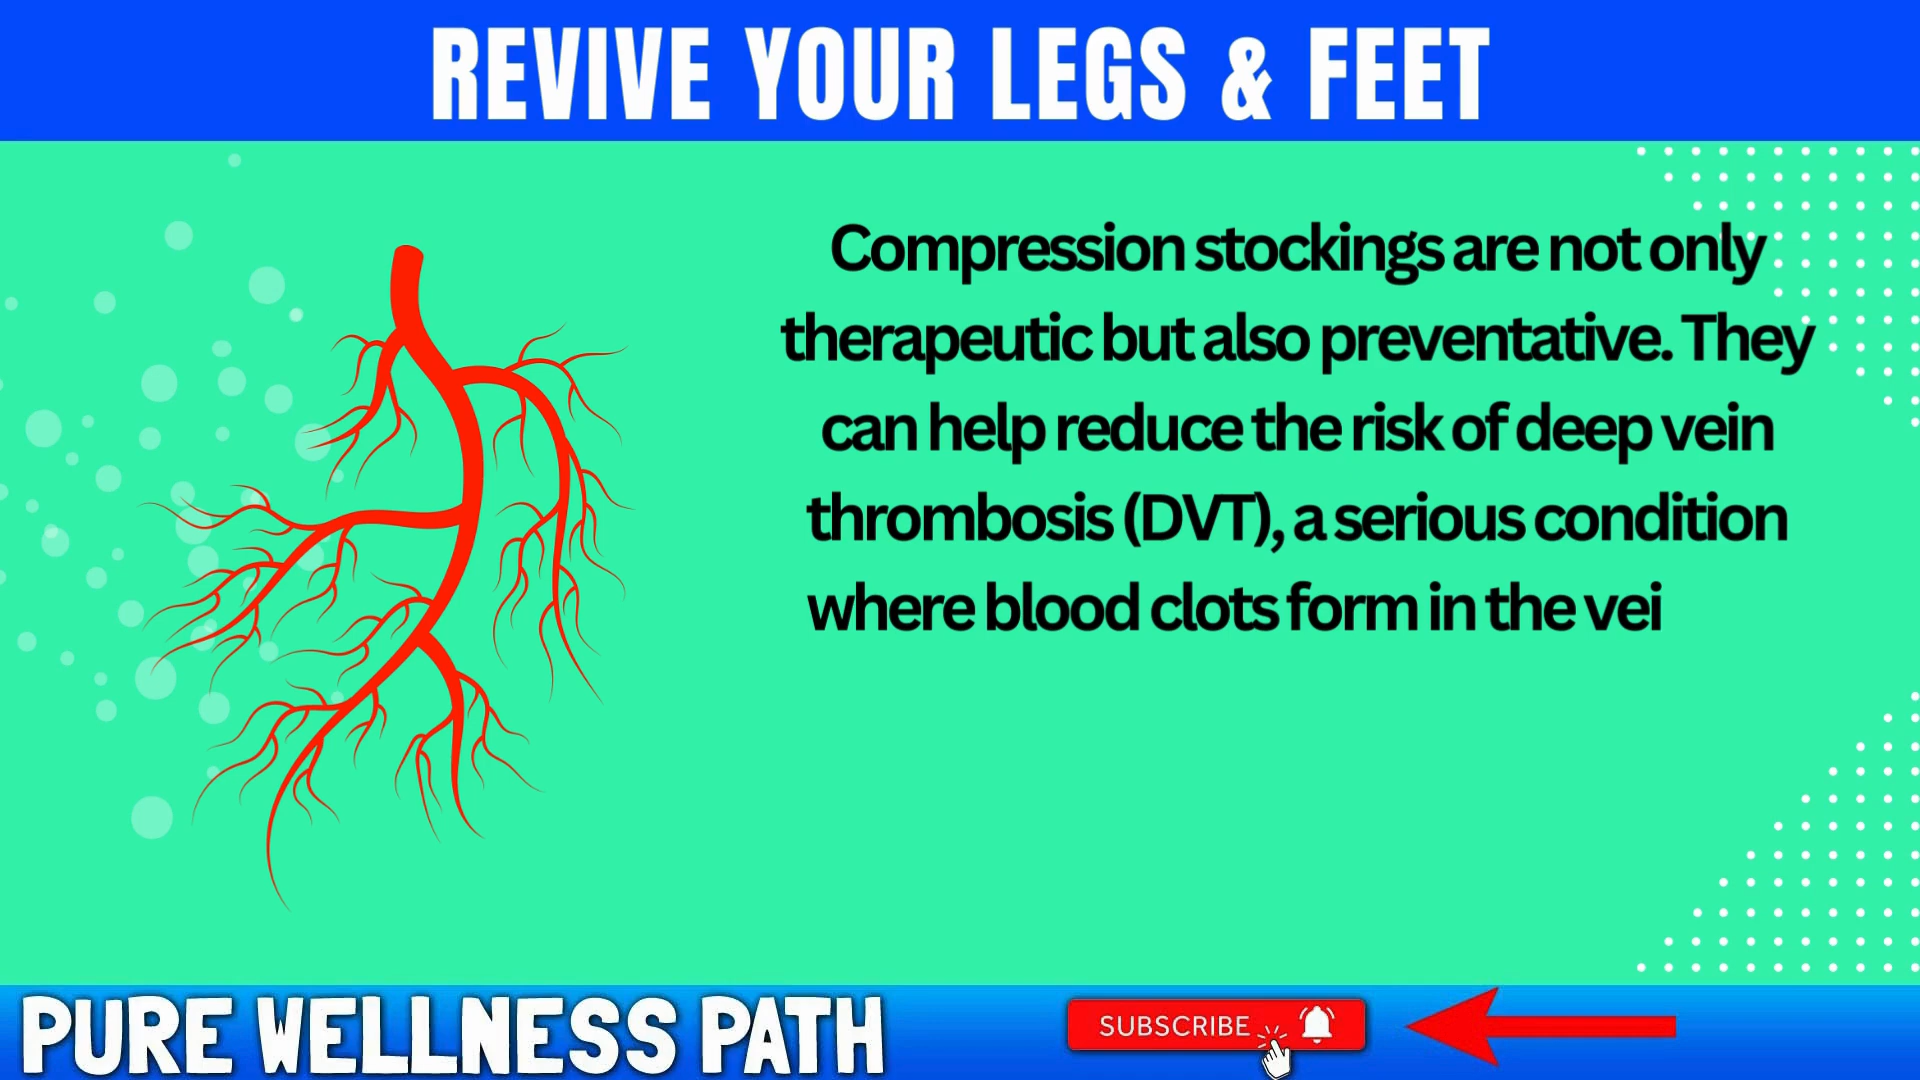 REVIVE YOUR LEGS & FEET
Compression stockings are not only
therapeutic but also preventative. They
can help reduce the risk of deep vein
thrombosis (DVT), a serious condition
where blood clots form in the vei
PURE WELLNESS PATH
SUBSCRIBE